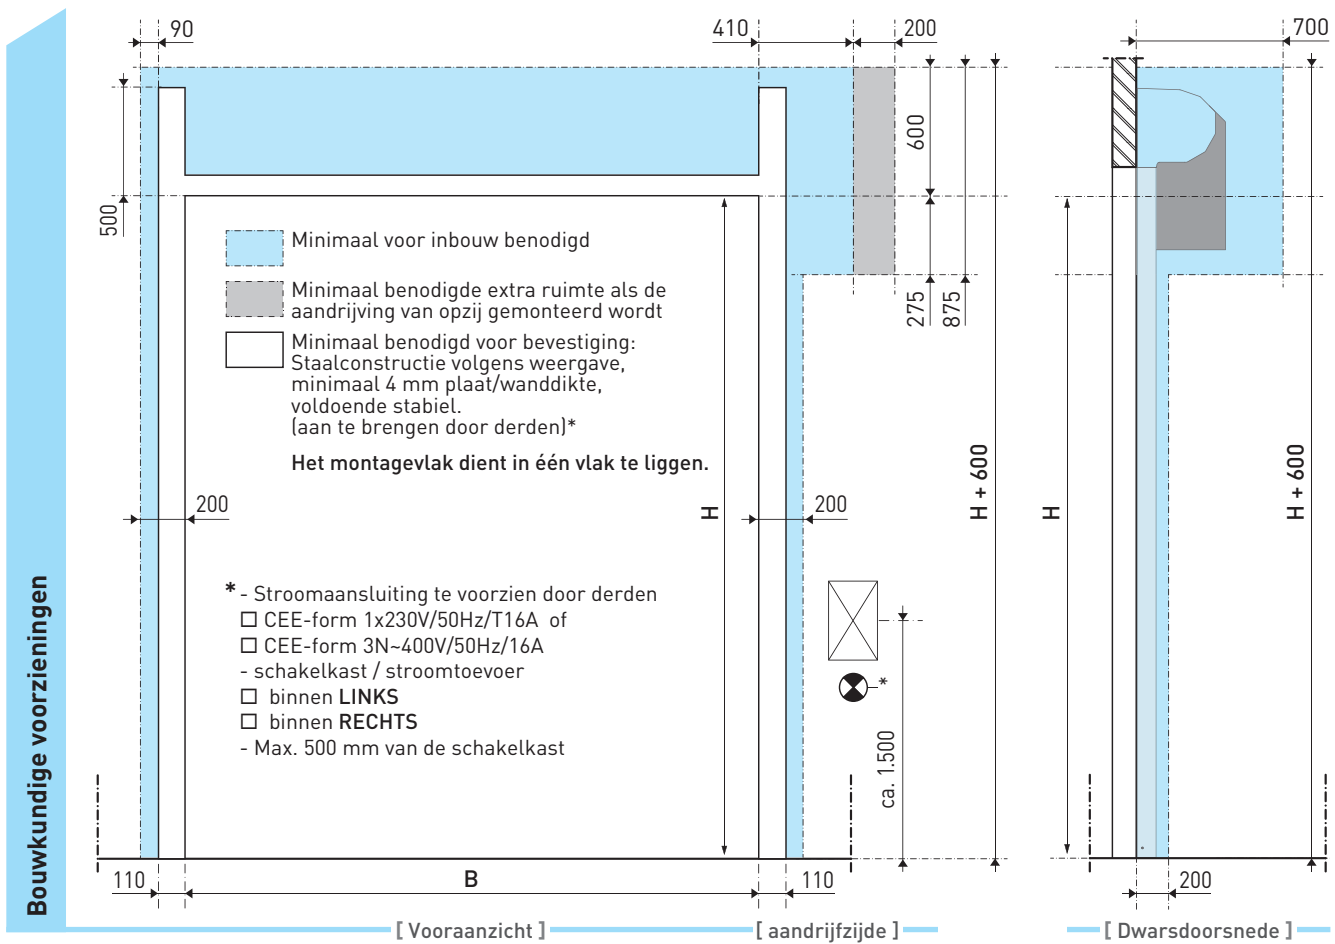 90
410
200
700
600
500
Minimaal voor inbouw benodigd
Minimaal benodigde extra ruimte als de
aandrijving van opzij gemonteerd wordt
275
875
Minimaal benodigd voor bevestiging:
Staalconstructie volgens weergave,
minimaal 4 mm plaat/wanddikte,
voldoende stabiel.
(aan te brengen door derden)*
Het montagevlak dient in één vlak te liggen.
200
H
200
H + 600
H
H + 600
* - Stroomaansluiting te voorzien door derden
☐ CEE-form 1x230V/50Hz/T16A of
☐ CEE-form 3N~400V/50Hz/16A
- schakelkast / stroomtoevoer
☐ binnen LINKS
☐ binnen RECHTS
- Max. 500 mm van de schakelkast
*
ca. 1.500
Bouwkundige voorzieningen
110
B
110
200
[ Vooraanzicht ]
[ aandrijfzijde ]
[ Dwarsdoorsnede ]